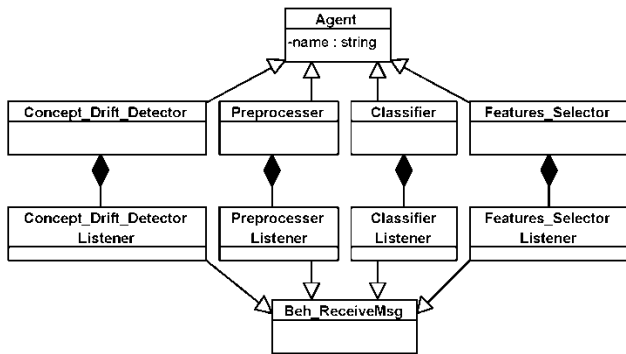 Agent
-name : string
Concept_Drift_Detector
Preprocesser
Classifier
Features_Selector
Concept_Drift_Detector
Listener
Preprocesser
Listener
Classifier
Listener
Features_Selector
Listener
Beh_ReceiveMsg